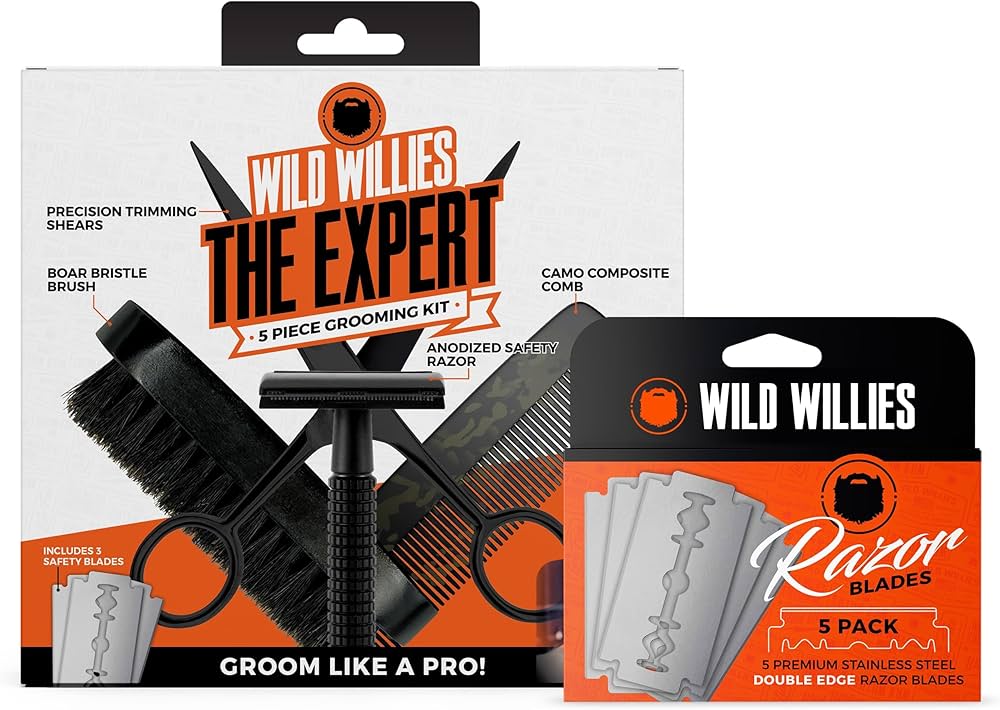 WILD WILLIES
THE EXPERT
• 5 PIECE GROOMING KIT •
PRECISION TRIMMING
SHEARS
BOAR BRISTLE
BRUSH
CAMO COMPOSITE
COMB
ANODIZED SAFETY
RAZOR
INCLUDES 3
SAFETY BLADES
GROOM LIKE A PRO!
WILD WILLIES
Razor
BLADES
5 PACK
5 PREMIUM STAINLESS STEEL
DOUBLE EDGE RAZOR BLADES